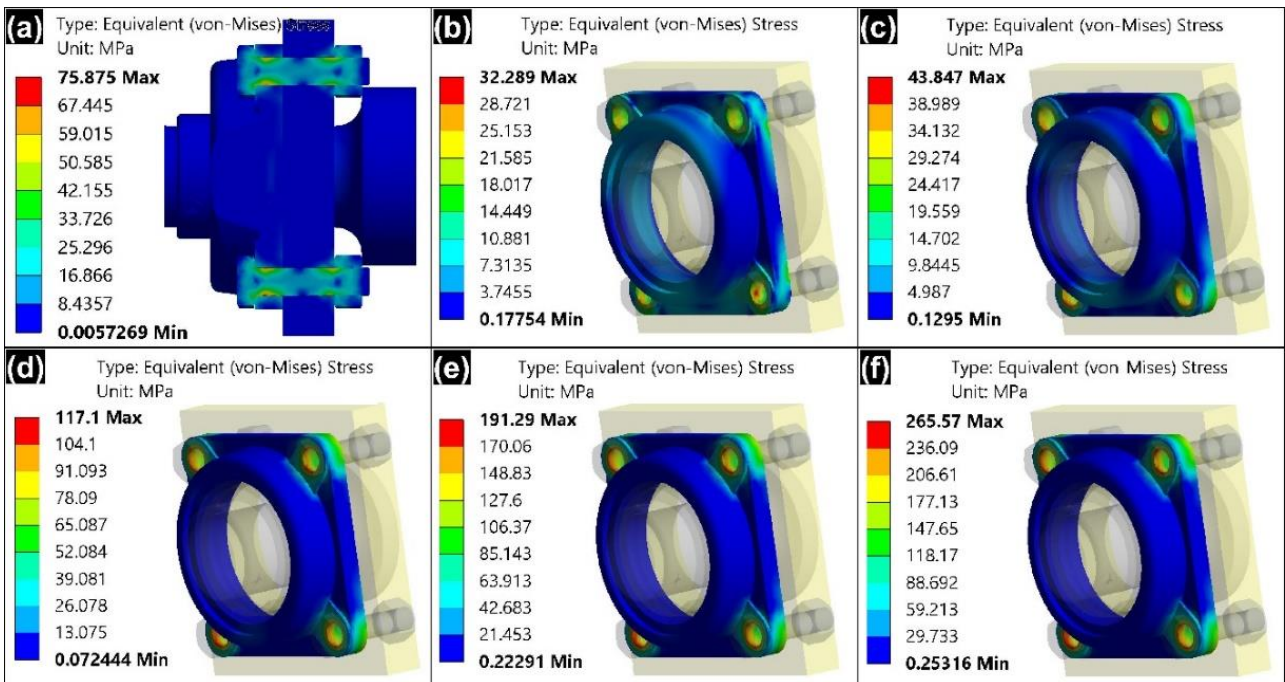 (a)
Type: Equivalent (von-Mises) Stress
Unit: MPa
75.875 Max
67.445
59.015
50.585
42.155
33.726
25.296
16.866
8.4357
0.0057269 Min
(b)
Type: Equivalent (von-Mises) Stress
Unit: MPa
32.289 Max
28.721
25.153
21.585
18.017
14.449
10.881
7.3135
3.7455
0.17754 Min
(c)
Type: Equivalent (von-Mises) Stress
Unit: MPa
43.847 Max
38.989
34.132
29.274
24.417
19.559
14.702
9.8445
4.987
0.1295 Min
(d)
Type: Equivalent (von-Mises) Stress
Unit: MPa
117.1 Max
104.1
91.093
78.09
65.087
52.084
39.081
26.078
13.075
0.072444 Min
(e)
Type: Equivalent (von-Mises) Stress
Unit: MPa
191.29 Max
170.06
148.83
127.6
106.37
85.143
63.913
42.683
21.453
0.22291 Min
(f)
Type: Equivalent (von Mises) Stress
Unit: MPa
265.57 Max
236.09
206.61
177.13
147.65
118.17
88.692
59.213
29.733
0.25316 Min